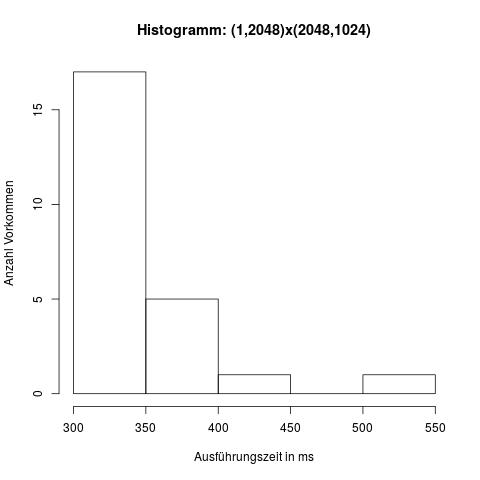 Histogramm: (1,2048)x(2048,1024)
Anzahl Vorkommen
15
10
5
0
300 350 400 450 500 550
Ausführungszeit in ms